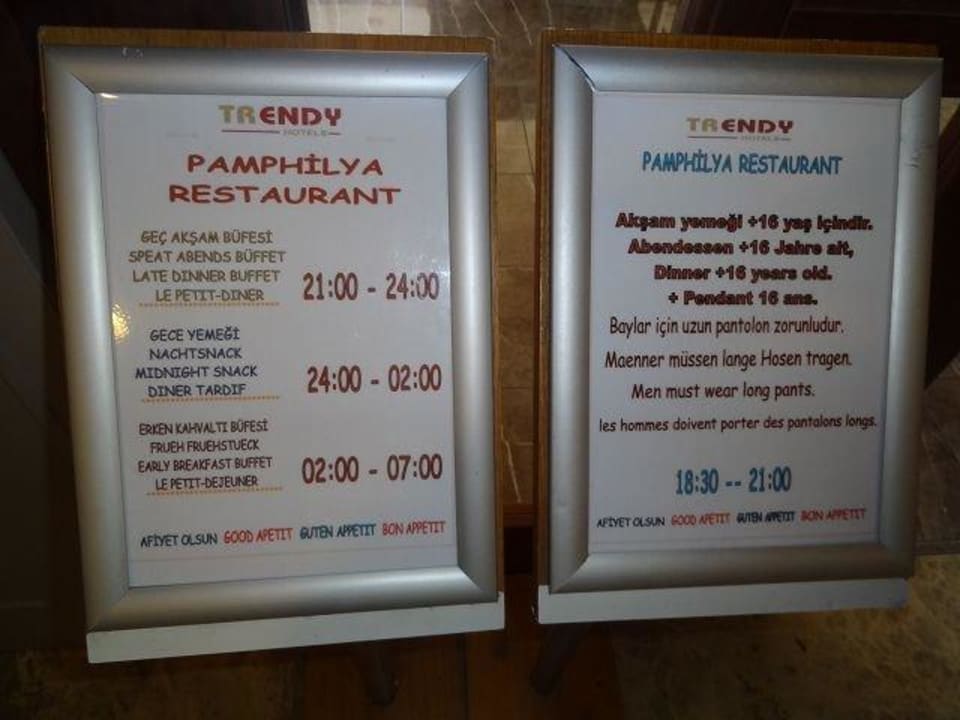 TRENDY
HOTELS
PAMPHİLYA
RESTAURANT
GEÇ AKŞAM BÜFESİ
SPEAT ABENDS BÜFFET
LATE DINNER BUFFET
LE PETIT-DINER
21:00 - 24:00
GECE YEMEĞİ
NACHTSNACK
MIDNIGHT SNACK
DINER TARDIF
24:00 - 02:00
ERKEN KAHVALTI BÜFESİ
FRUEH FRUEHSTUECK
EARLY BREAKFAST BUFFET
LE PETIT-DEJEUNER
02:00 - 07:00
AFİYET OLSUN GOOD APETIT GUTEN APPETIT BON APPETIT
TRENDY
HOTELS
PAMPHİLYA RESTAURANT
Akşam yemeği +16 yaş içindir.
Abendessen +16 Jahre alt,
Dinner +16 years old.
+ Pendant 16 ans.
Baylar için uzun pantolon zorunludur.
Maenner müssen lange Hosen tragen.
Men must wear long pants.
les hommes doivent porter des pantalons longs.
18:30 -- 21:00
AFİYET OLSUN GOOD APETIT GUTEN APPETIT BON APPETIT